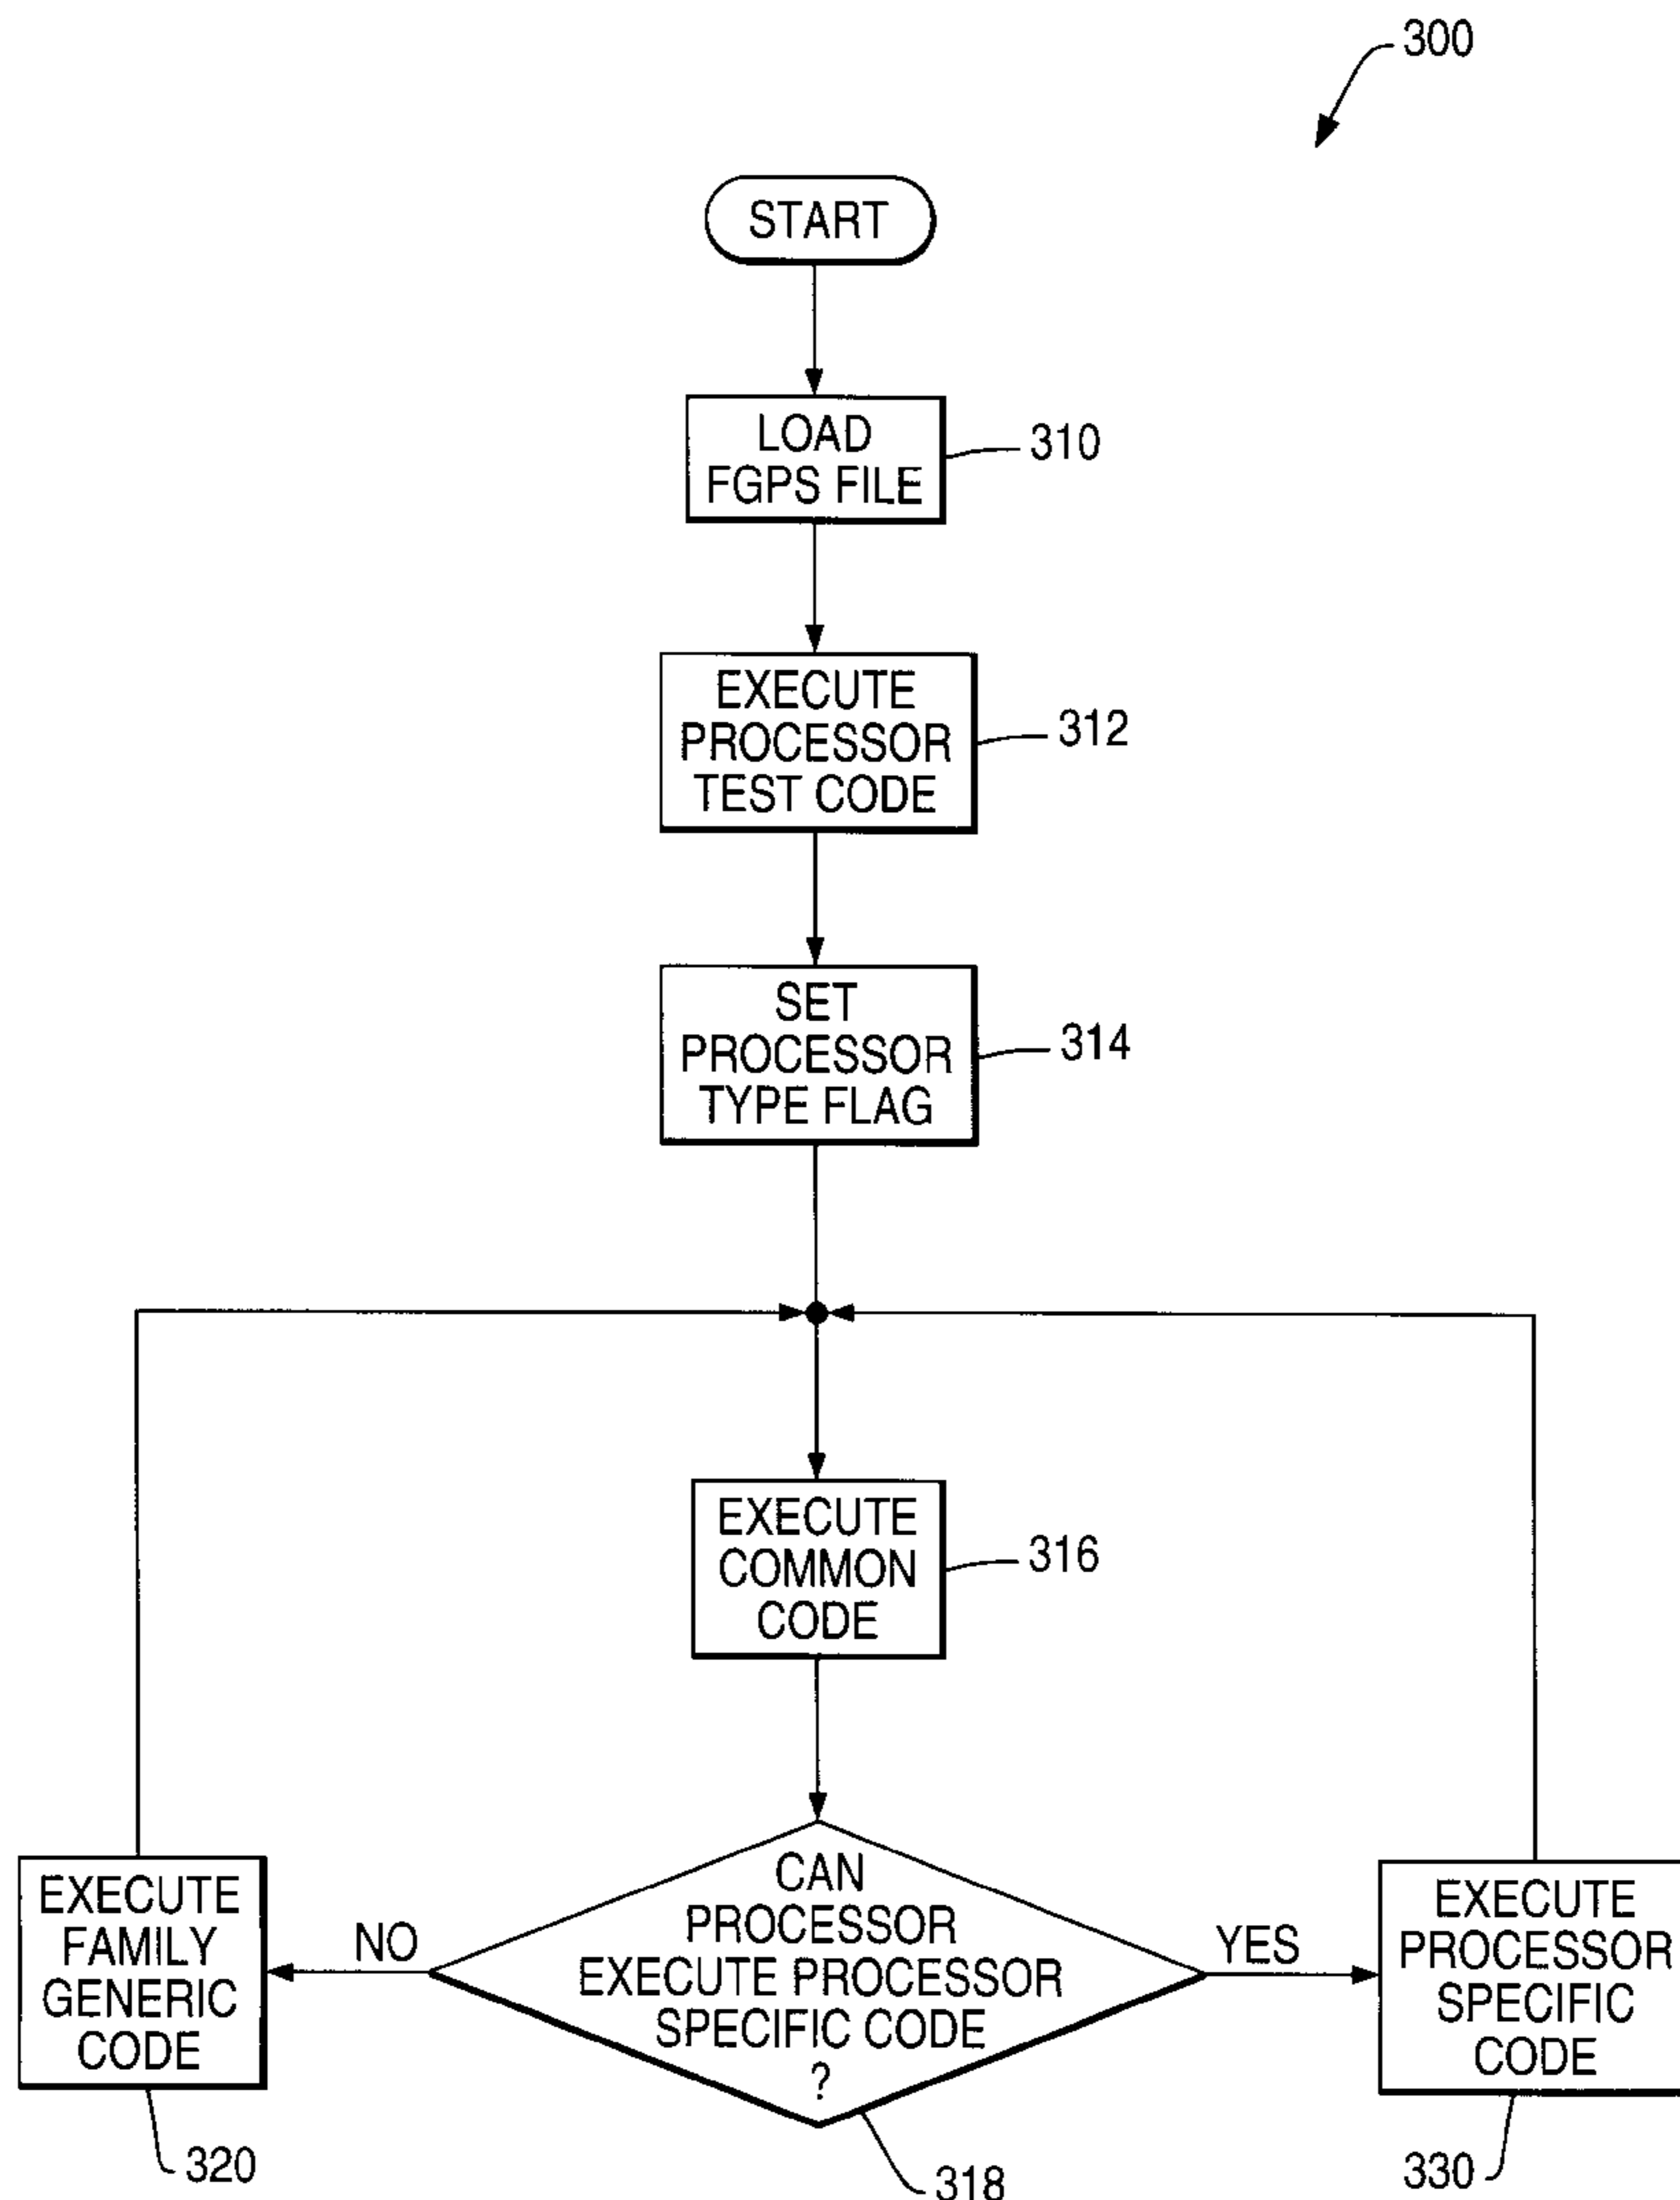 300
START
LOAD
FGPS FILE
310
EXECUTE
PROCESSOR
TEST CODE
312
SET
PROCESSOR
TYPE FLAG
314
EXECUTE
COMMON
CODE
316
CAN
PROCESSOR
EXECUTE PROCESSOR
SPECIFIC CODE
?
318
NO
EXECUTE
FAMILY
GENERIC
CODE
320
YES
EXECUTE
PROCESSOR
SPECIFIC
CODE
330